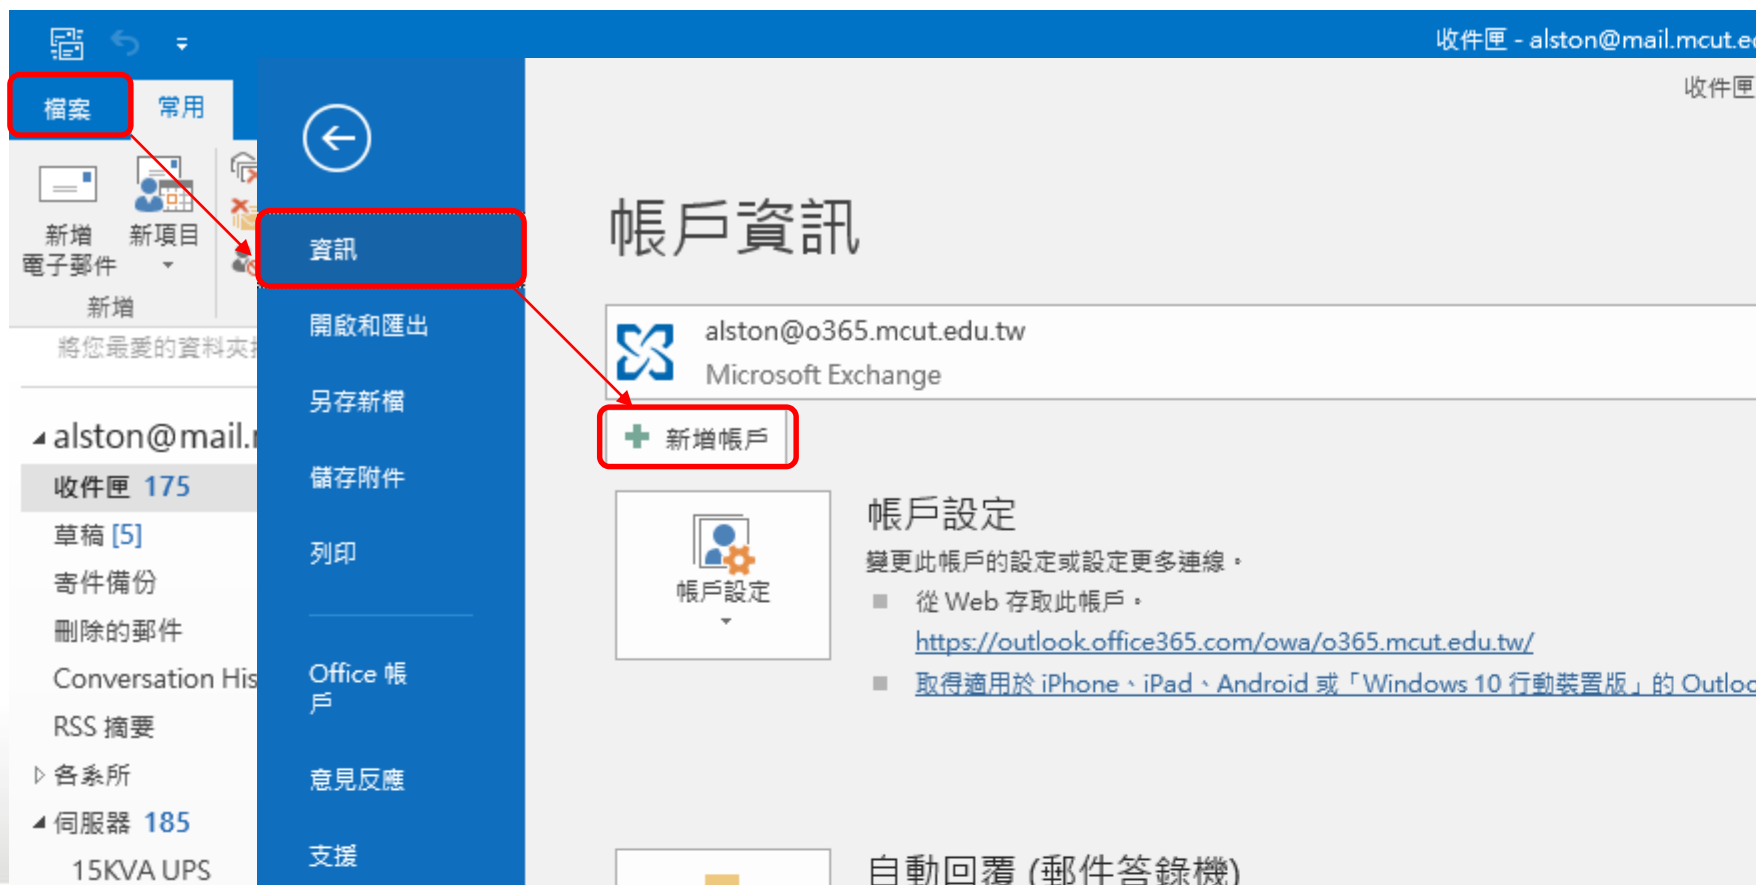 收件匣 - alston@mail.mcut.e
檔案
常用
收件匣
新增
電子郵件
新項目
新增
將您最愛的資料夾
alston@mail.
收件匣 175
草稿 [5]
寄件備份
刪除的郵件
Conversation His
RSS 摘要
各系所
伺服器 185
15KVA UPS
資訊
開啟和匯出
另存新檔
儲存附件
列印
Office 帳
戶
意見反應
支援
帳戶資訊
alston@o365.mcut.edu.tw
Microsoft Exchange
新增帳戶
帳戶設定
帳戶設定
變更此帳戶的設定或設定更多連線。
從 Web 存取此帳戶。
https://outlook.office365.com/owa/o365.mcut.edu.tw/
取得適用於 iPhone、iPad、Android 或「Windows 10 行動裝置版」的 Outloo
自動回覆 (郵件答錄機)